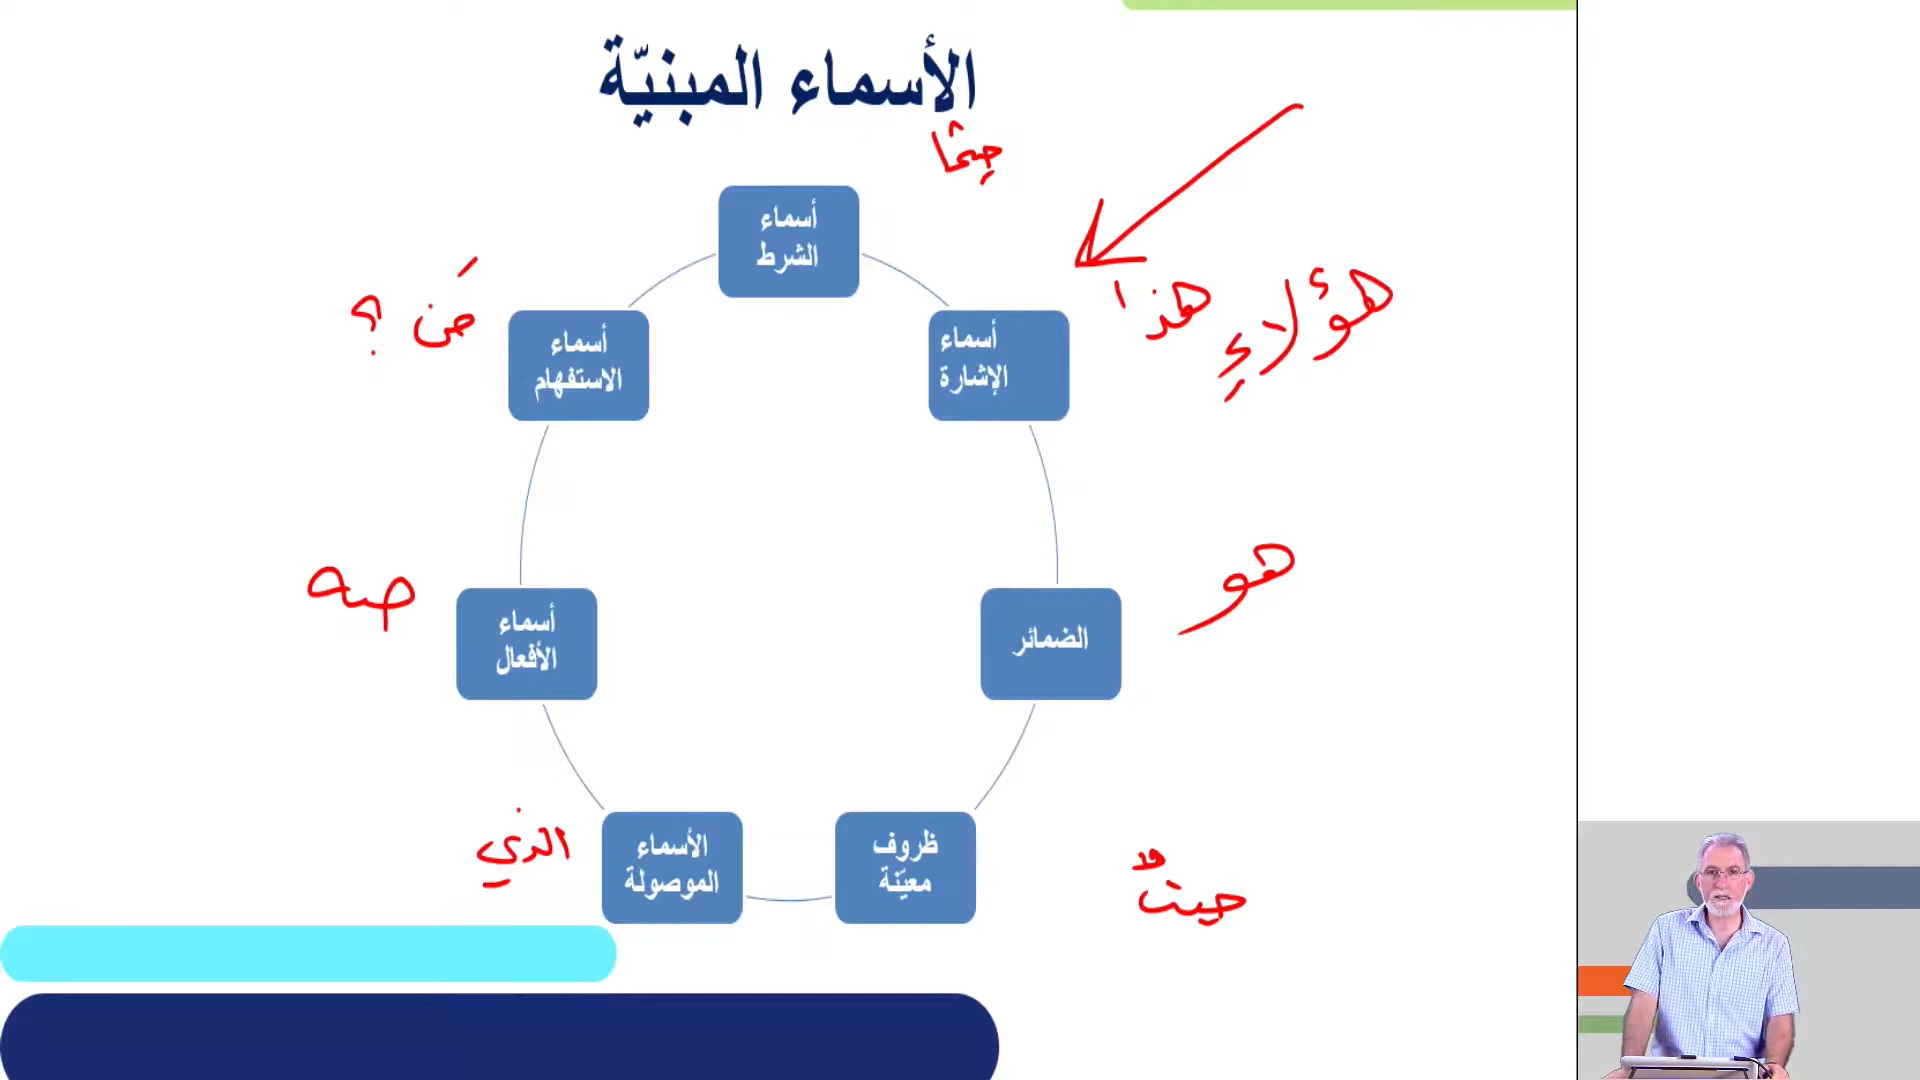 الأسماء المبنيّة
أسماء
الشرط
هذا
هؤلاءِ
أسماء
الإشارة
أسماء
الاستفهام
مَن ؟
هو
الضمائر
أسماء
الأفعال
صه
حيثُ
ظروف
معيّنة
الأسماء
الموصولة
الذي